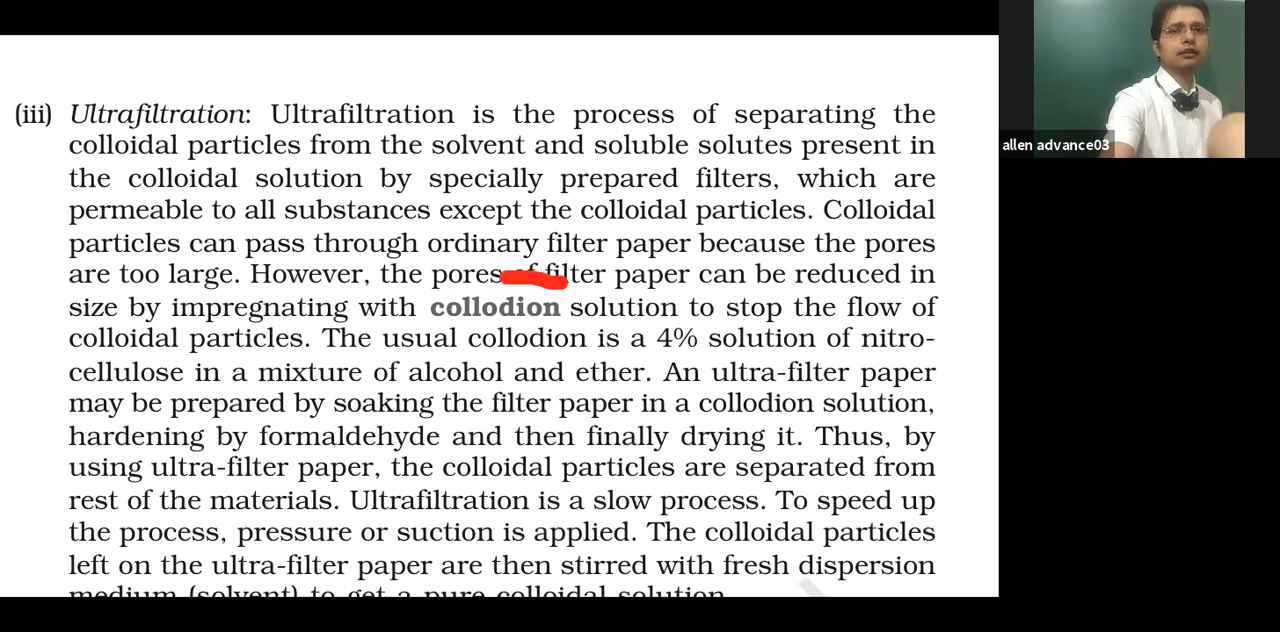 (iii) Ultrafiltration: Ultrafiltration is the process of separating the
colloidal particles from the solvent and soluble solutes present in
the colloidal solution by specially prepared filters, which are
permeable to all substances except the colloidal particles. Colloidal
particles can pass through ordinary filter paper because the pores
are too large. However, the pores of filter paper can be reduced in
size by impregnating with collodion solution to stop the flow of
colloidal particles. The usual collodion is a 4% solution of nitro-
cellulose in a mixture of alcohol and ether. An ultra-filter paper
may be prepared by soaking the filter paper in a collodion solution,
hardening by formaldehyde and then finally drying it. Thus, by
using ultra-filter paper, the colloidal particles are separated from
rest of the materials. Ultrafiltration is a slow process. To speed up
the process, pressure or suction is applied. The colloidal particles
left on the ultra-filter paper are then stirred with fresh dispersion
medium (solvent) to get a pure colloidal solution.
allen advance03